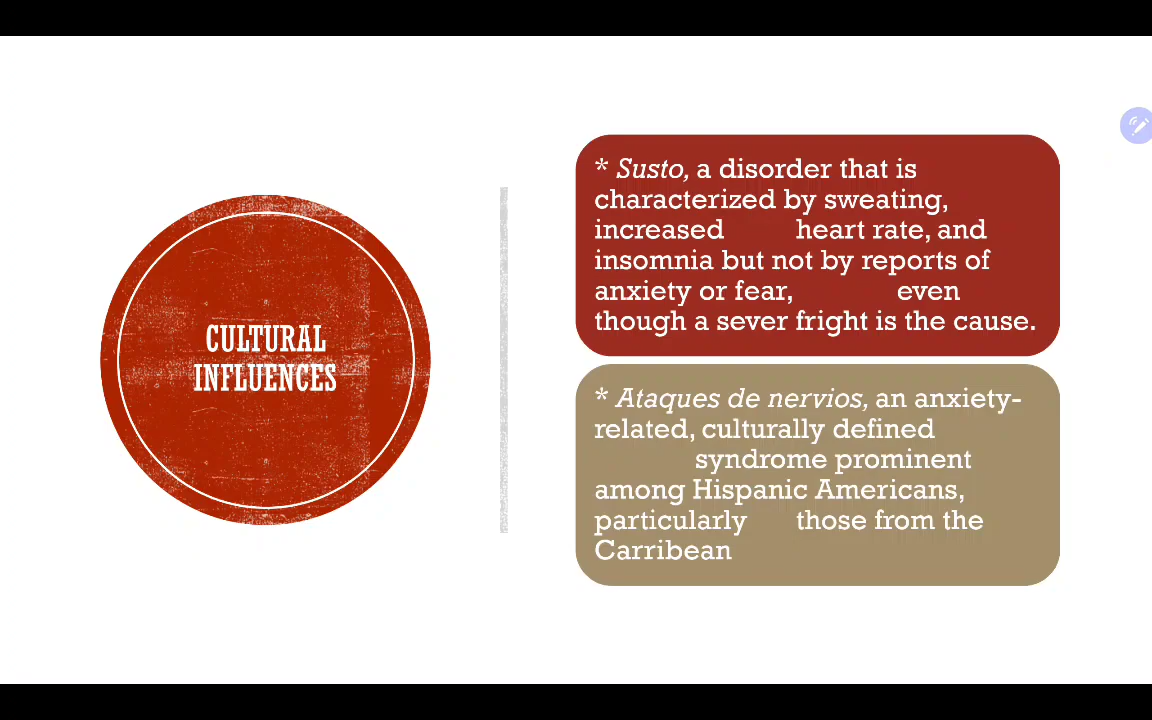 CULTURAL
INFLUENCES
* Susto, a disorder that is
characterized by sweating,
increased heart rate, and
insomnia but not by reports of
anxiety or fear, even
though a sever fright is the cause.
* Ataques de nervios, an anxiety-
related, culturally defined
syndrome prominent
among Hispanic Americans,
particularly those from the
Carribean